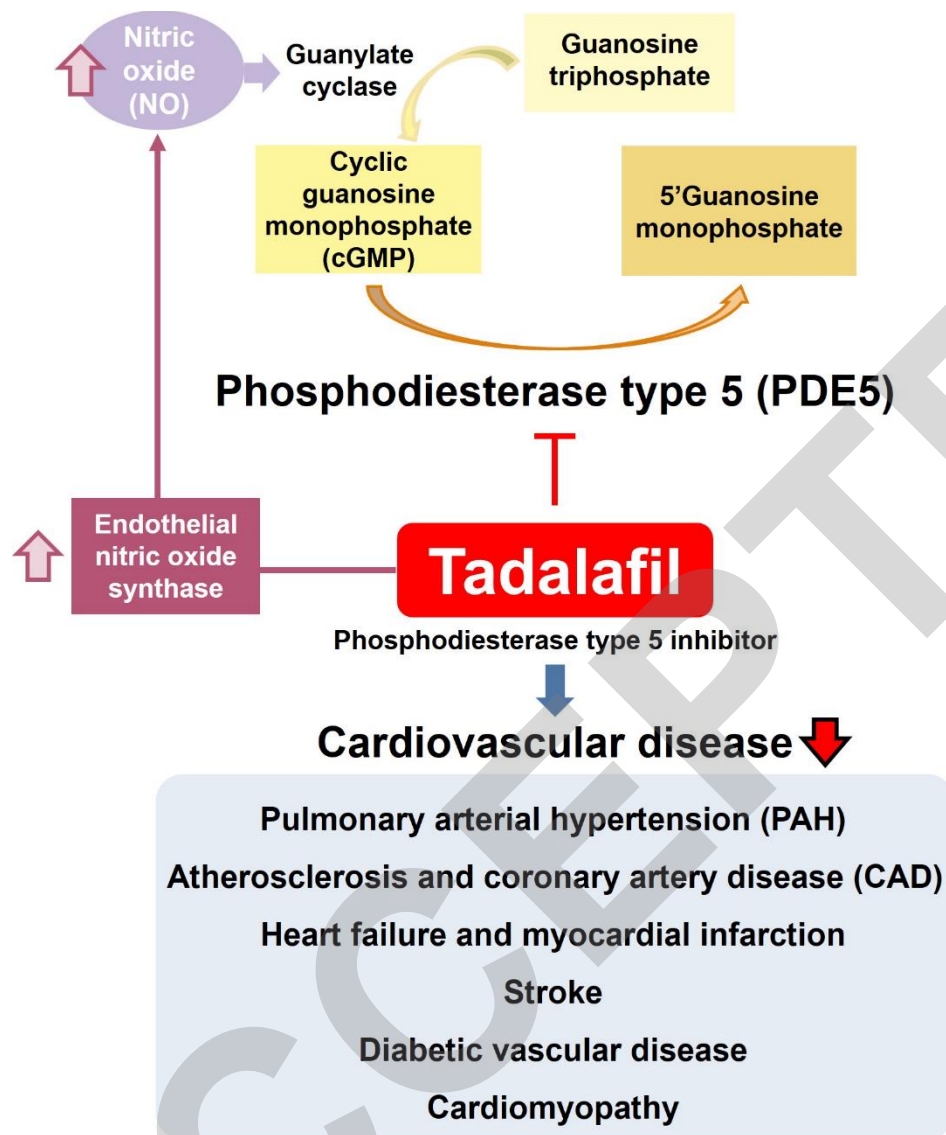 Nitric
oxide
(NO)
Guanylate
cyclase
Guanosine
triphosphate
Cyclic
guanosine
monophosphate
(cGMP)
5’Guanosine
monophosphate
Phosphodiesterase type 5 (PDE5)
Endothelial
nitric oxide
synthase
Tadalafil
Phosphodiesterase type 5 inhibitor
Cardiovascular disease
Pulmonary arterial hypertension (PAH)
Atherosclerosis and coronary artery disease (CAD)
Heart failure and myocardial infarction
Stroke
Diabetic vascular disease
Cardiomyopathy
CCEPT